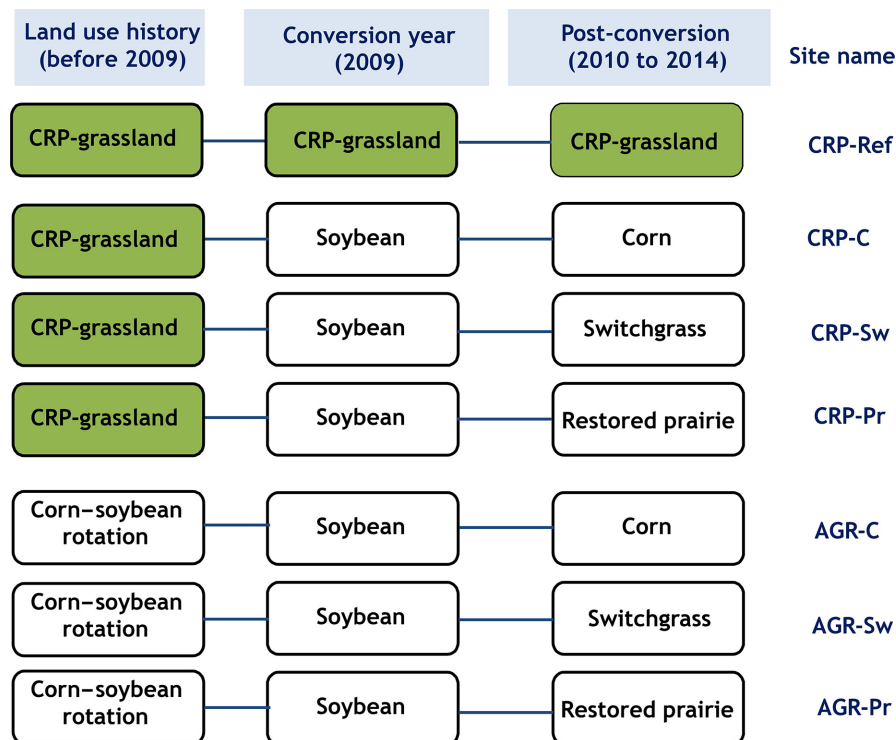 Land use history
(before 2009)
Conversion year
(2009)
Post-conversion
(2010 to 2014)
Site name
CRP-grassland
CRP-grassland
CRP-grassland
CRP-Ref
CRP-grassland
Soybean
Corn
CRP-C
CRP-grassland
Soybean
Switchgrass
CRP-Sw
CRP-grassland
Soybean
Restored prairie
CRP-Pr
Corn–soybean
rotation
Soybean
Corn
AGR-C
Corn–soybean
rotation
Soybean
Switchgrass
AGR-Sw
Corn–soybean
rotation
Soybean
Restored prairie
AGR-Pr